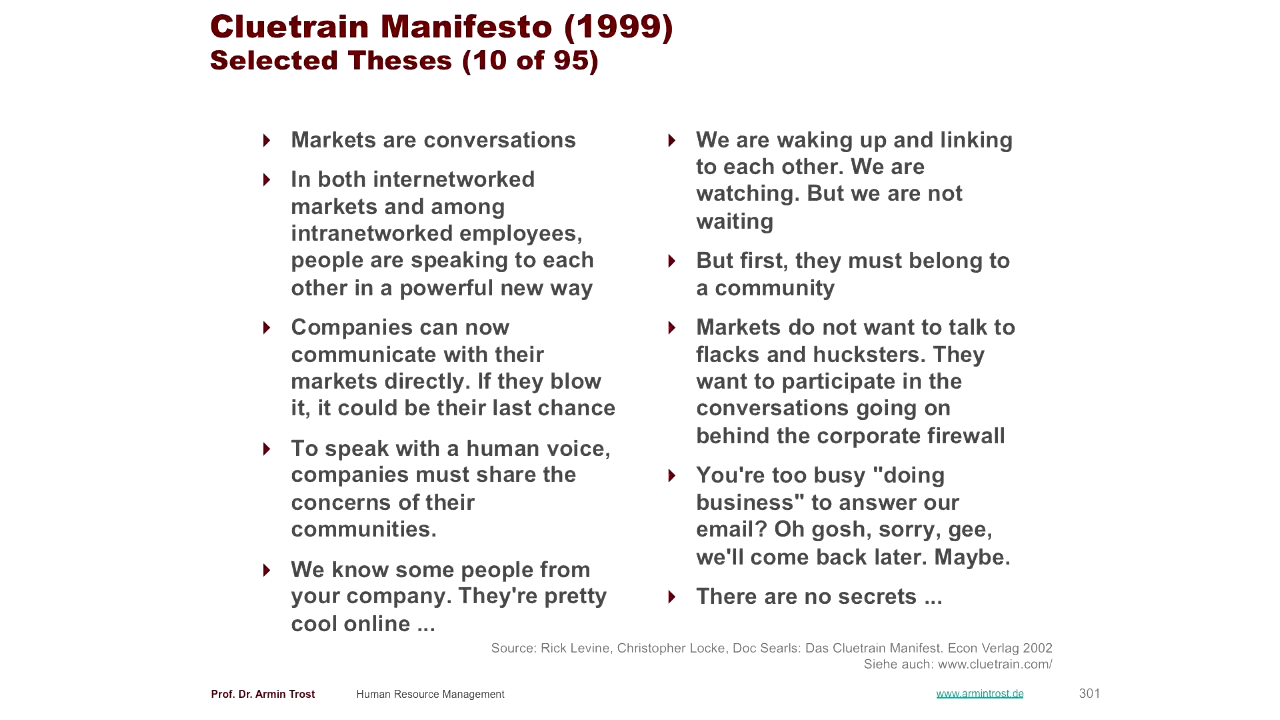 Cluetrain Manifesto (1999)
Selected Theses (10 of 95)
Markets are conversations
In both internetworked
markets and among
intranetworked employees,
people are speaking to each
other in a powerful new way
Companies can now
communicate with their
markets directly. If they blow
it, it could be their last chance
To speak with a human voice,
companies must share the
concerns of their
communities.
We know some people from
your company. They're pretty
cool online ...
We are waking up and linking
to each other. We are
watching. But we are not
waiting
But first, they must belong to
a community
Markets do not want to talk to
flacks and hucksters. They
want to participate in the
conversations going on
behind the corporate firewall
You're too busy "doing
business" to answer our
email? Oh gosh, sorry, gee,
we'll come back later. Maybe.
There are no secrets ...
Source: Rick Levine, Christopher Locke, Doc Searls: Das Cluetrain Manifest. Econ Verlag 2002
Siehe auch: www.cluetrain.com/
Prof. Dr. Armin Trost Human Resource Management www.armintrost.de 301